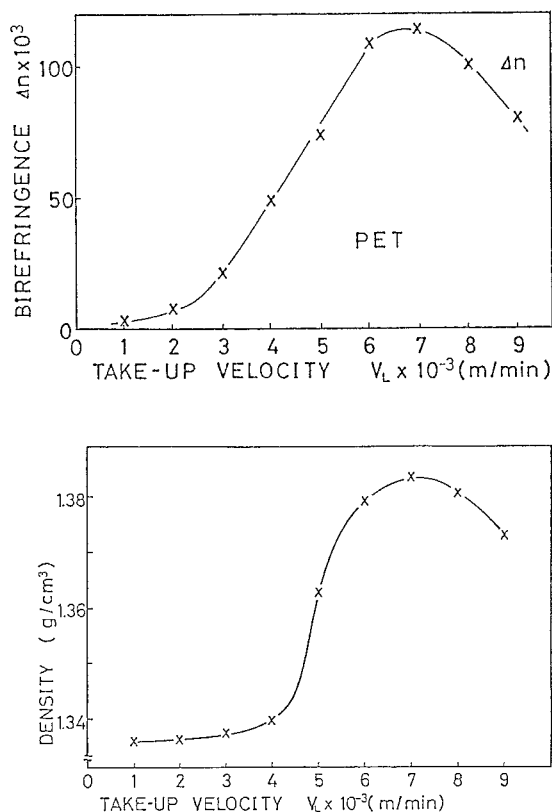 BIREFRINGENCE Δn×10³
100
50
0
Δn
PET
1 2 3 4 5 6 7 8 9
TAKE-UP VELOCITY V_L × 10⁻³ (m/min)
DENSITY (g/cm³)
1.38
1.36
1.34
0 1 2 3 4 5 6 7 8 9
TAKE-UP VELOCITY V_L × 10⁻³ (m/min)